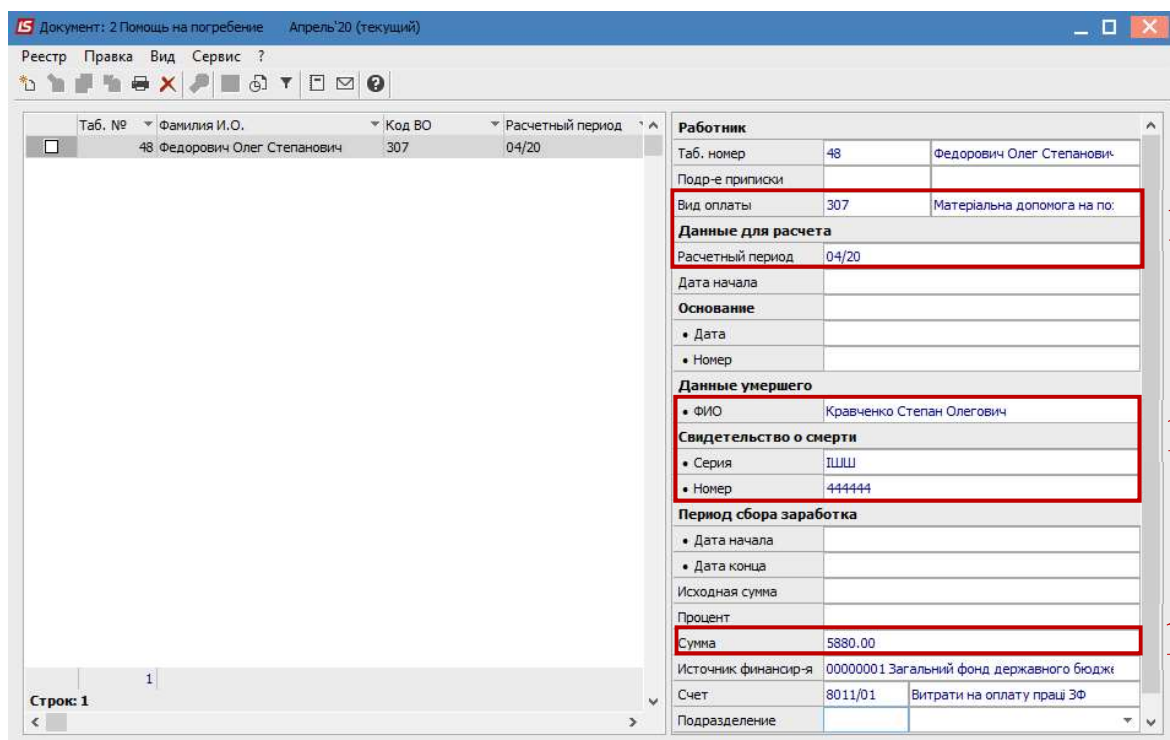 Документ: 2 Помощь на погребение Апрель'20 (текущий)
Реестр Правка Вид Сервис ?
Таб. № Фамилия И.О. Код ВО Расчетный период
48 Федорович Олег Степанович 307 04/20
1
Строк: 1
Работник
Таб. номер 48 Федорович Олег Степанович
Подр-е приписки
Вид оплаты 307 Матеріальна допомога на по
Данные для расчета
Расчетный период 04/20
Дата начала
Основание
• Дата
• Номер
Данные умершего
• ФИО Кравченко Степан Олегович
Свидетельство о смерти
• Серия ІШШ
• Номер 444444
Период сбора заработка
• Дата начала
• Дата конца
Исходная сумма
Процент
Сумма 5880.00
Источник финансир-я 00000001 Загальний фонд державного бюдже
Счет 8011/01 Витрати на оплату праці ЗФ
Подразделение